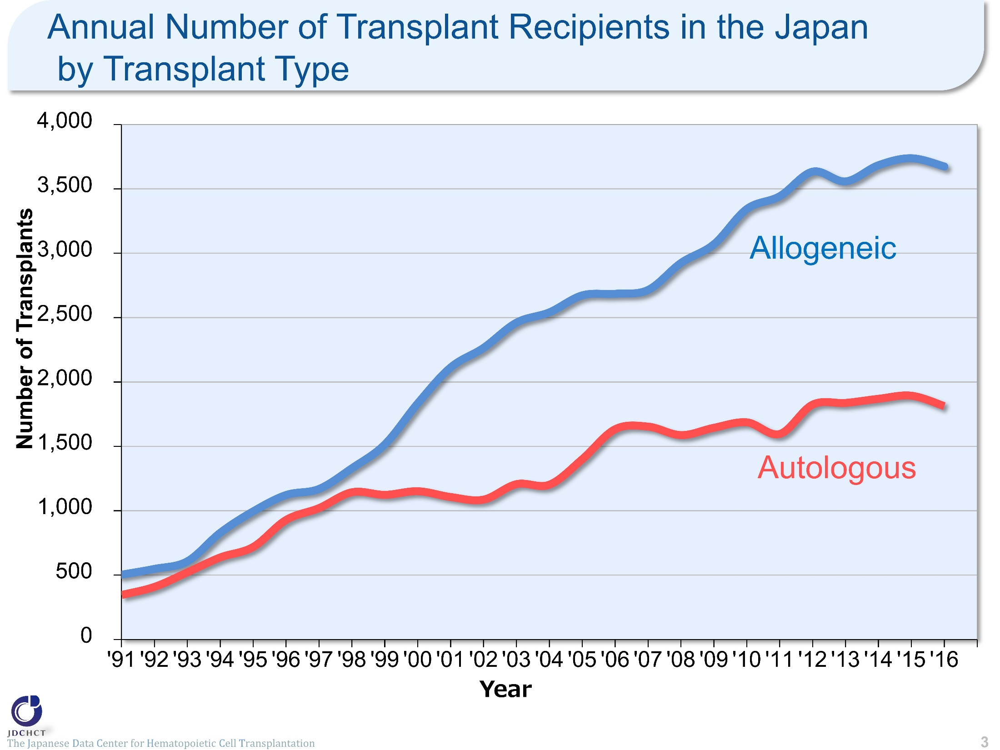 Annual Number of Transplant Recipients in the Japan
by Transplant Type
4,000
3,500
3,000
2,500
2,000
1,500
1,000
500
0
Number of Transplants
Allogeneic
Autologous
'91 '92 '93 '94 '95 '96 '97 '98 '99 '00 '01 '02 '03 '04 '05 '06 '07 '08 '09 '10 '11 '12 '13 '14 '15 '16
Year
JDCHCT
The Japanese Data Center for Hematopoietic Cell Transplantation
3